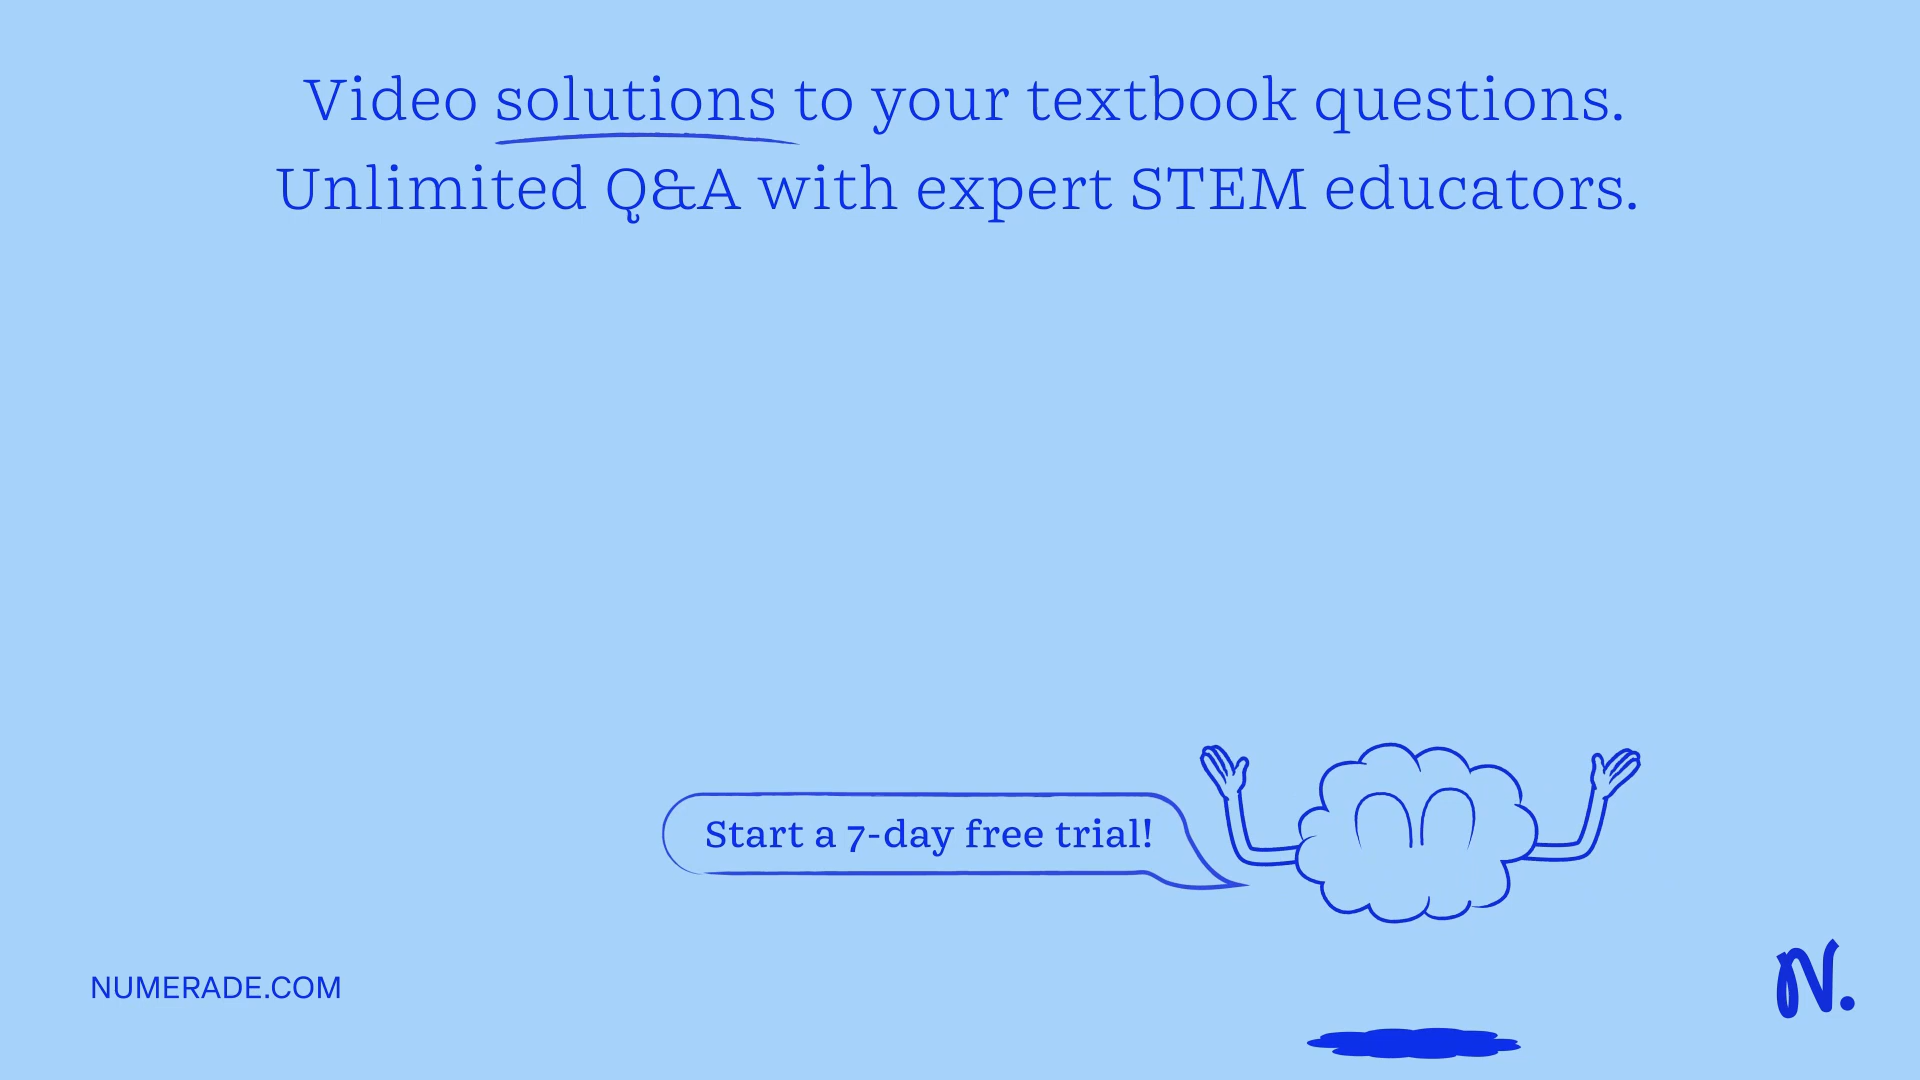 Video solutions to your textbook questions.
Unlimited Q&A with expert STEM educators.
Start a 7-day free trial!
NUMERADE.COM
N.